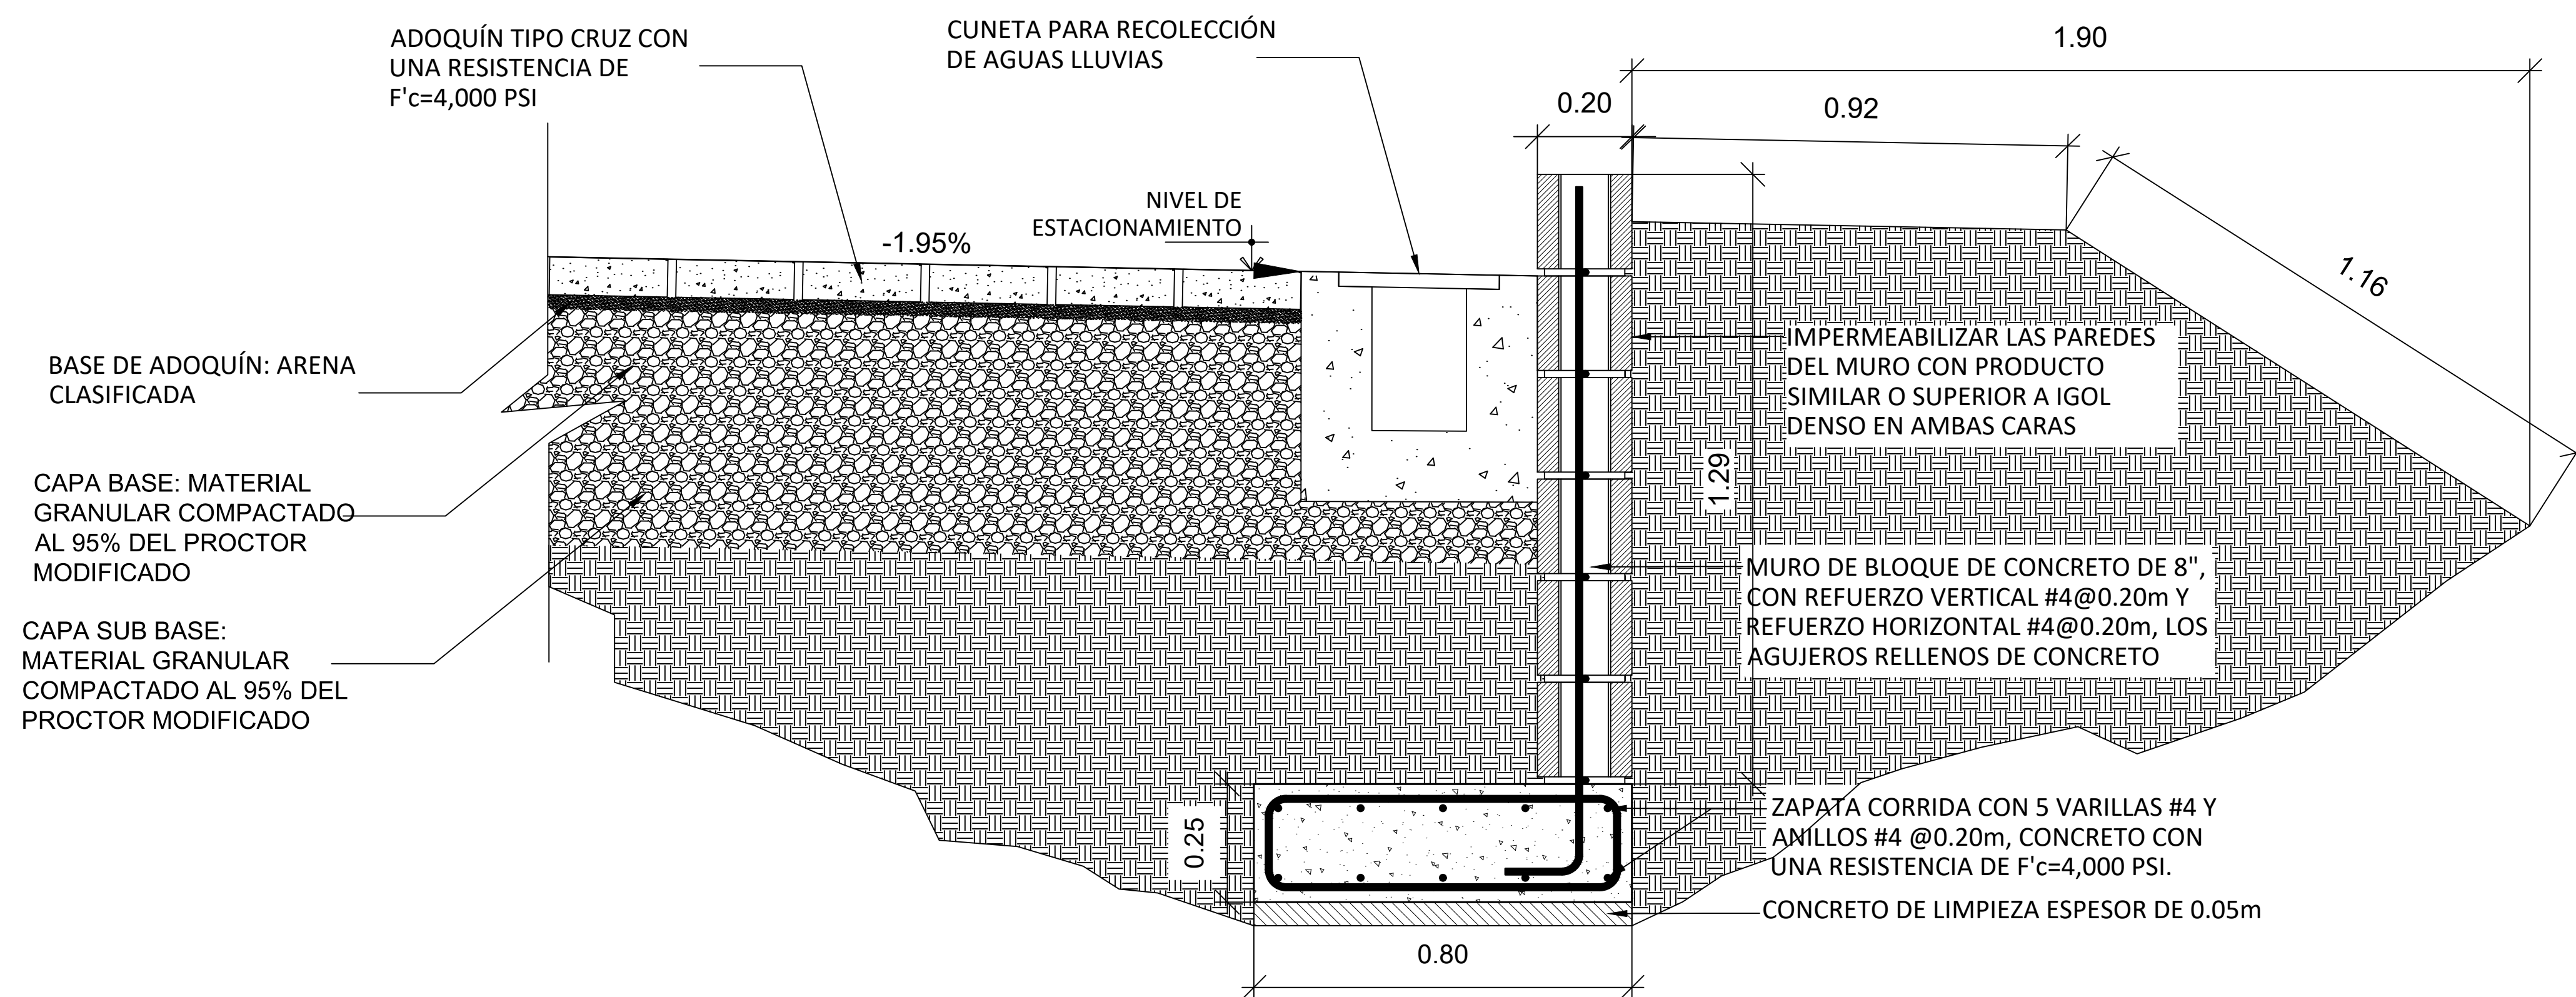 ADOQUÍN TIPO CRUZ CON
UNA RESISTENCIA DE
F'c=4,000 PSI
CUNETA PARA RECOLECCIÓN
DE AGUAS LLUVIAS
1.90
0.20
0.92
NIVEL DE
ESTACIONAMIENTO
-1.95%
1.16
BASE DE ADOQUÍN: ARENA
CLASIFICADA
IMPERMEABILIZAR LAS PAREDES
DEL MURO CON PRODUCTO
SIMILAR O SUPERIOR A IGOL
DENSO EN AMBAS CARAS
1.29
CAPA BASE: MATERIAL
GRANULAR COMPACTADO
AL 95% DEL PROCTOR
MODIFICADO
MURO DE BLOQUE DE CONCRETO DE 8",
CON REFUERZO VERTICAL #4@0.20m Y
REFUERZO HORIZONTAL #4@0.20m, LOS
AGUJEROS RELLENOS DE CONCRETO
CAPA SUB BASE:
MATERIAL GRANULAR
COMPACTADO AL 95% DEL
PROCTOR MODIFICADO
0.25
ZAPATA CORRIDA CON 5 VARILLAS #4 Y
ANILLOS #4 @0.20m, CONCRETO CON
UNA RESISTENCIA DE F'c=4,000 PSI.
CONCRETO DE LIMPIEZA ESPESOR DE 0.05m
0.80